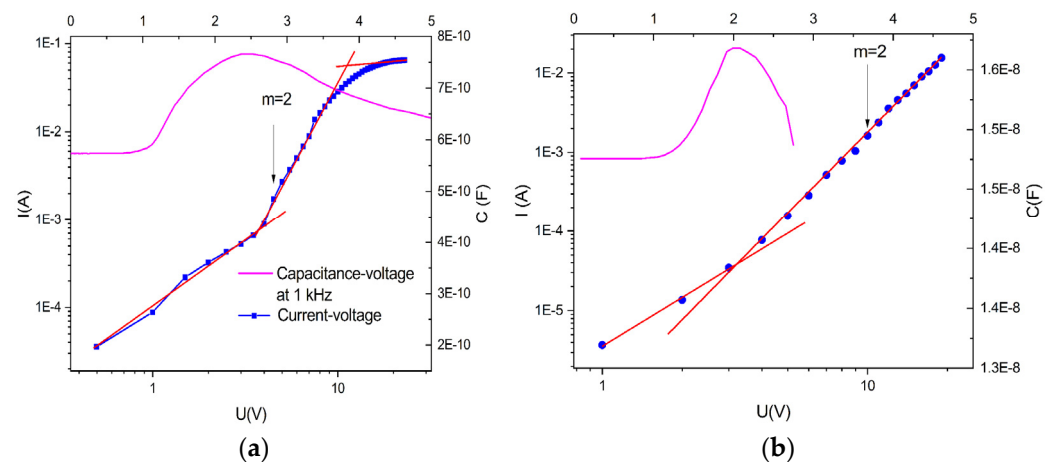 0 1 2 3 4 5
1E-1
1E-2
1E-3
1E-4
I(A)
m=2
Capacitance-voltage
at 1 kHz
Current-voltage
8E-10
7E-10
6E-10
5E-10
4E-10
3E-10
2E-10
C (F)
1 10
U(V)
(a)
0 1 2 3 4 5
1E-2
1E-3
1E-4
1E-5
I (A)
m=2
1.6E-8
1.5E-8
1.5E-8
1.4E-8
1.4E-8
1.3E-8
C(F)
1 10
U(V)
(b)